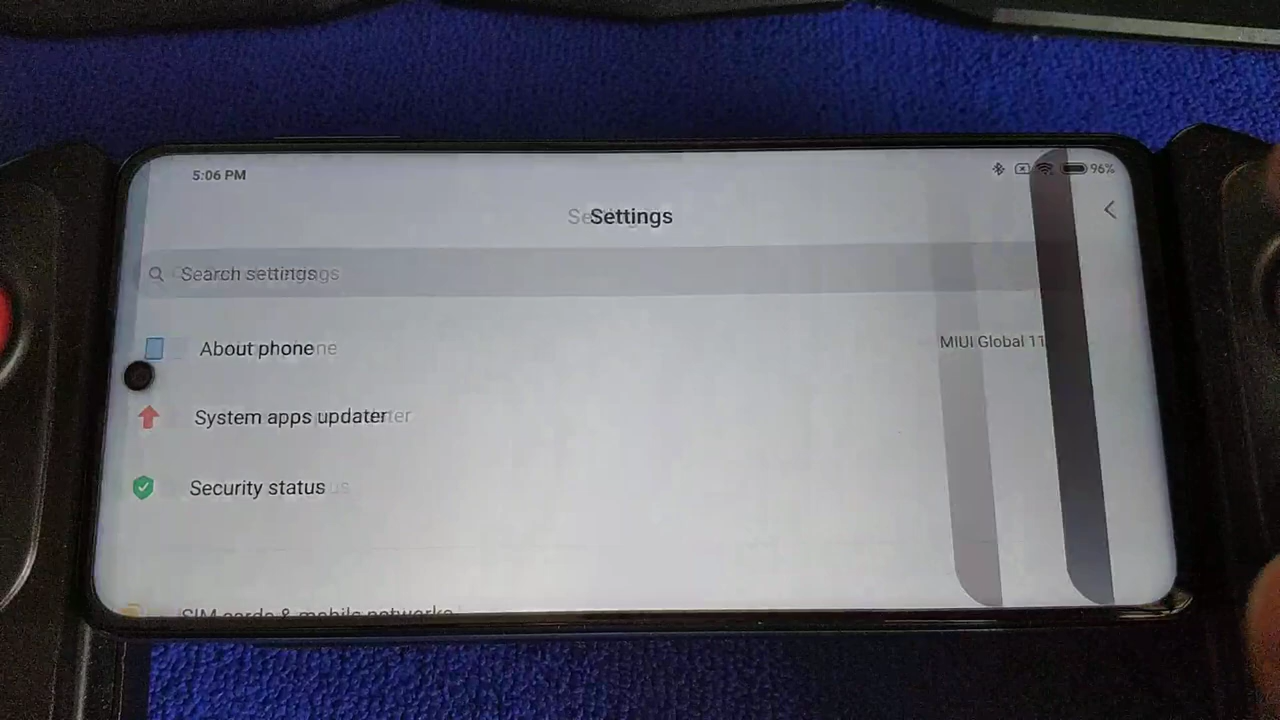 5:06 PM
96%
Settings
Search settings
About phone
MIUI Global 11
System apps updater
Security status
SIM cards & mobile networks